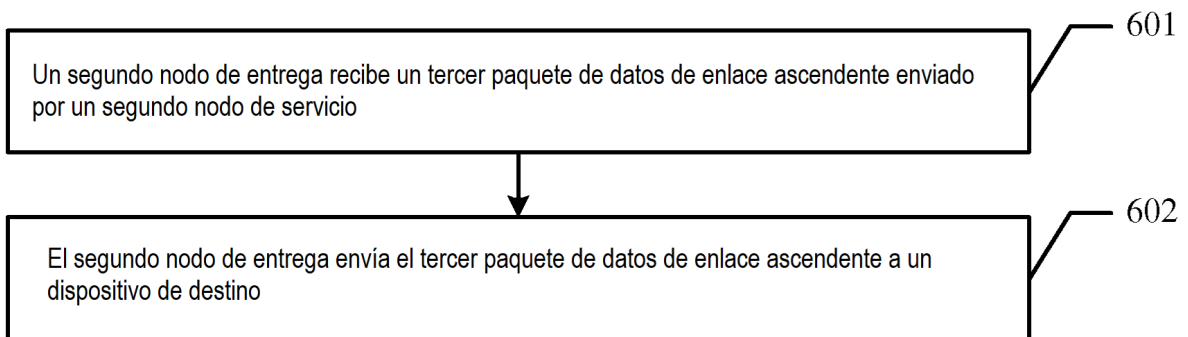 601
Un segundo nodo de entrega recibe un tercer paquete de datos de enlace ascendente enviado
por un segundo nodo de servicio
602
El segundo nodo de entrega envía el tercer paquete de datos de enlace ascendente a un
dispositivo de destino